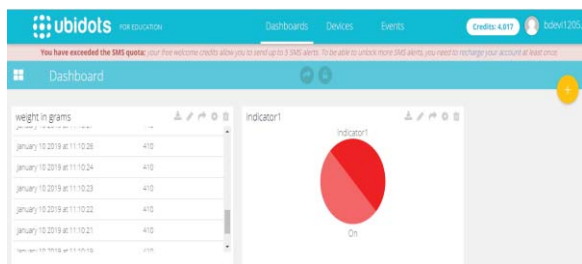 ubidots FOR EDUCATION Dashboards Devices Events Credits: 4,017 bdevi1205.
You have exceeded the SMS quota: your free welcome credits allow you to send up to 5 SMS alerts. To be able to unlock more SMS alerts, you need to recharge your account at least once.
Dashboard
weight in grams
January 10 2019 at 11:10:26 410
January 10 2019 at 11:10:24 410
January 10 2019 at 11:10:23 410
January 10 2019 at 11:10:22 410
January 10 2019 at 11:10:21 410
indicator1
indicator1
On